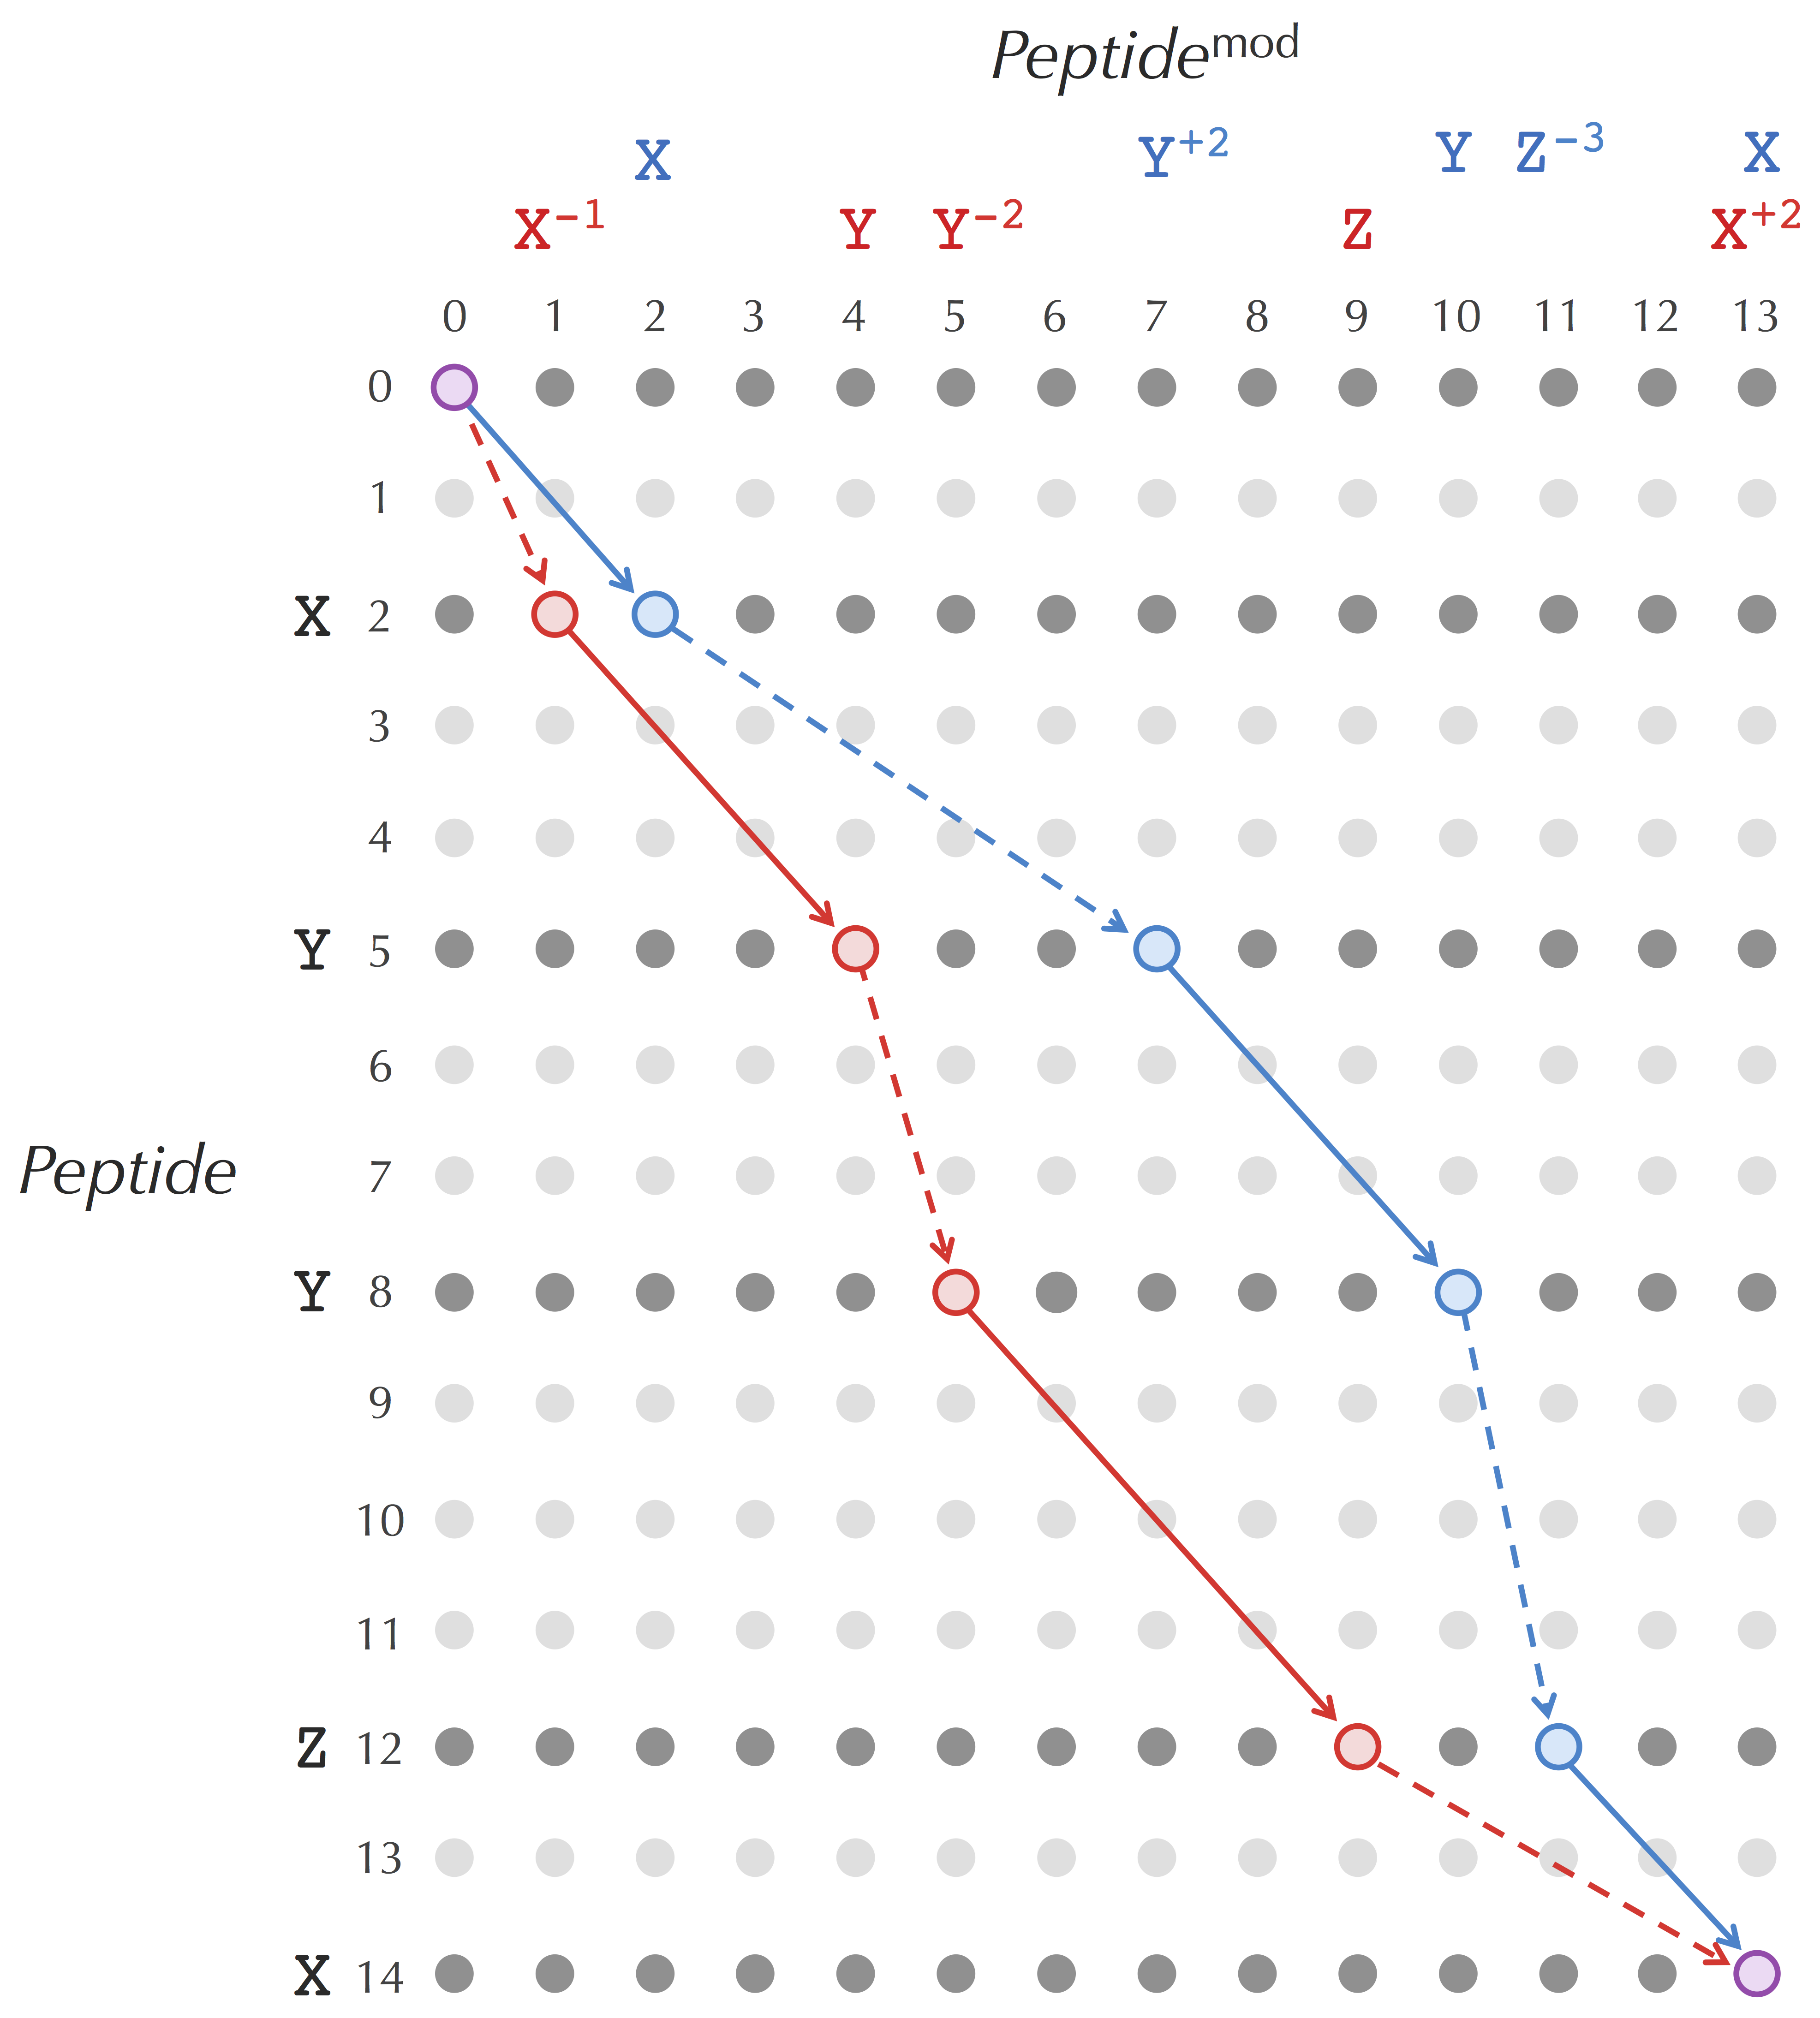 Peptide^mod
X Y+2 Y Z-3 X
X-1 Y Y-2 Z X+2
0 1 2 3 4 5 6 7 8 9 10 11 12 13
0
1
X 2
3
4
Y 5
6
Peptide 7
Y 8
9
10
11
Z 12
13
X 14